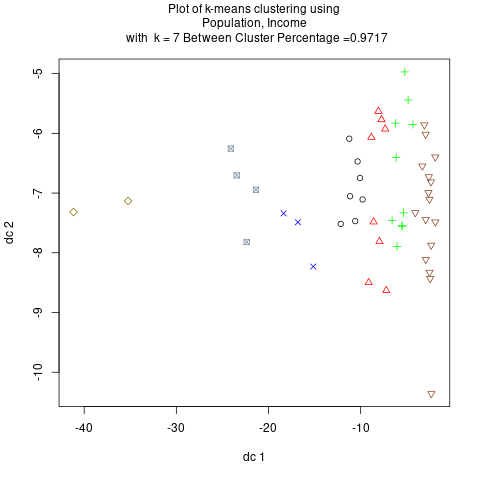 Plot of k-means clustering using
Population, Income
with  k = 7 Between Cluster Percentage =0.9717
-5
-6
-7
-8
-9
-10
dc 2
-40
-30
-20
-10
dc 1